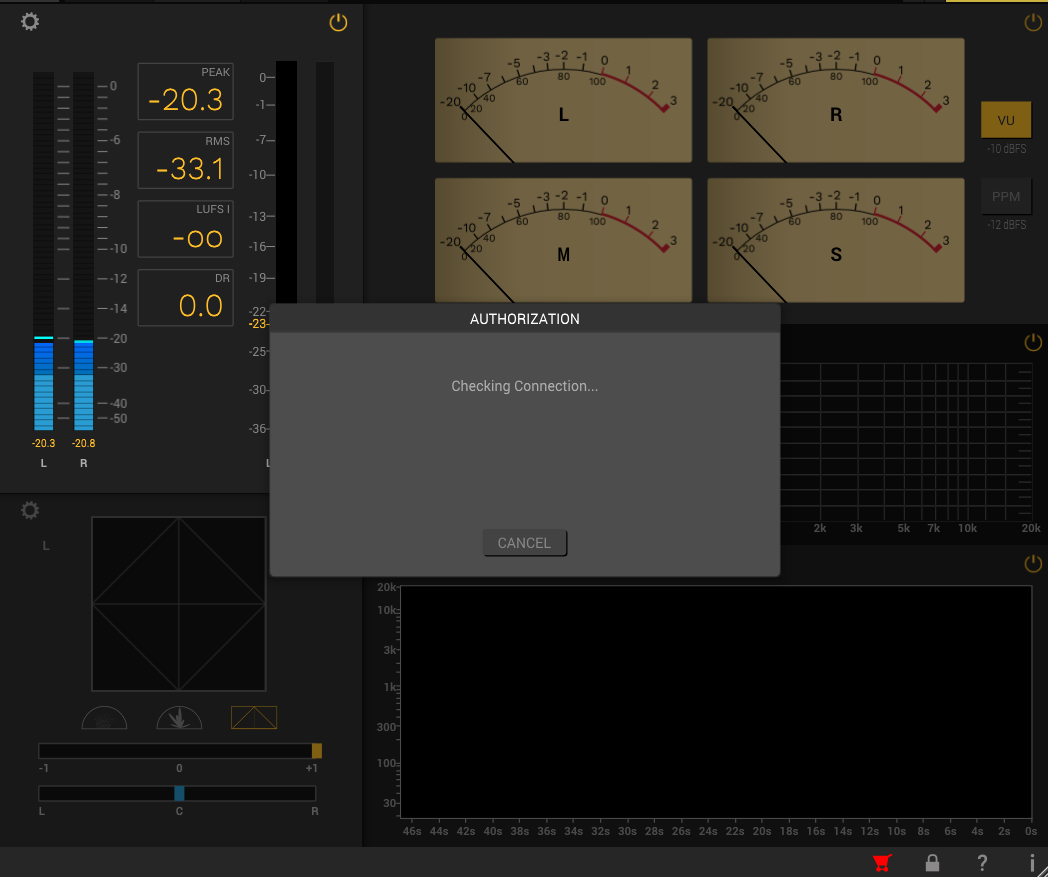 PEAK
-20.3
RMS
-33.1
LUFS I
-oo
DR
0.0
0
-6
-8
-10
-12
-14
-20
-30
-40
-50
-20.3 -20.8
L R
0
-1
-7
-10
-13
-16
-19
-22
-23
-25
-30
-36
L
-20 -10 -7 -5 -3 -2 -1 0 1 2 3
0 20 40 60 80 100
L
-20 -10 -7 -5 -3 -2 -1 0 1 2 3
0 20 40 60 80 100
R
VU
-10 dBFS
PPM
-12 dBFS
-20 -10 -7 -5 -3 -2 -1 0 1 2 3
0 20 40 60 80 100
M
-20 -10 -7 -5 -3 -2 -1 0 1 2 3
0 20 40 60 80 100
S
AUTHORIZATION
Checking Connection...
CANCEL
2k 3k 5k 7k 10k 20k
L
-1 0 +1
L C R
20k
10k
3k
1k
300
100
30
46s 44s 42s 40s 38s 36s 34s 32s 30s 28s 26s 24s 22s 20s 18s 16s 14s 12s 10s 8s 6s 4s 2s 0s
? i